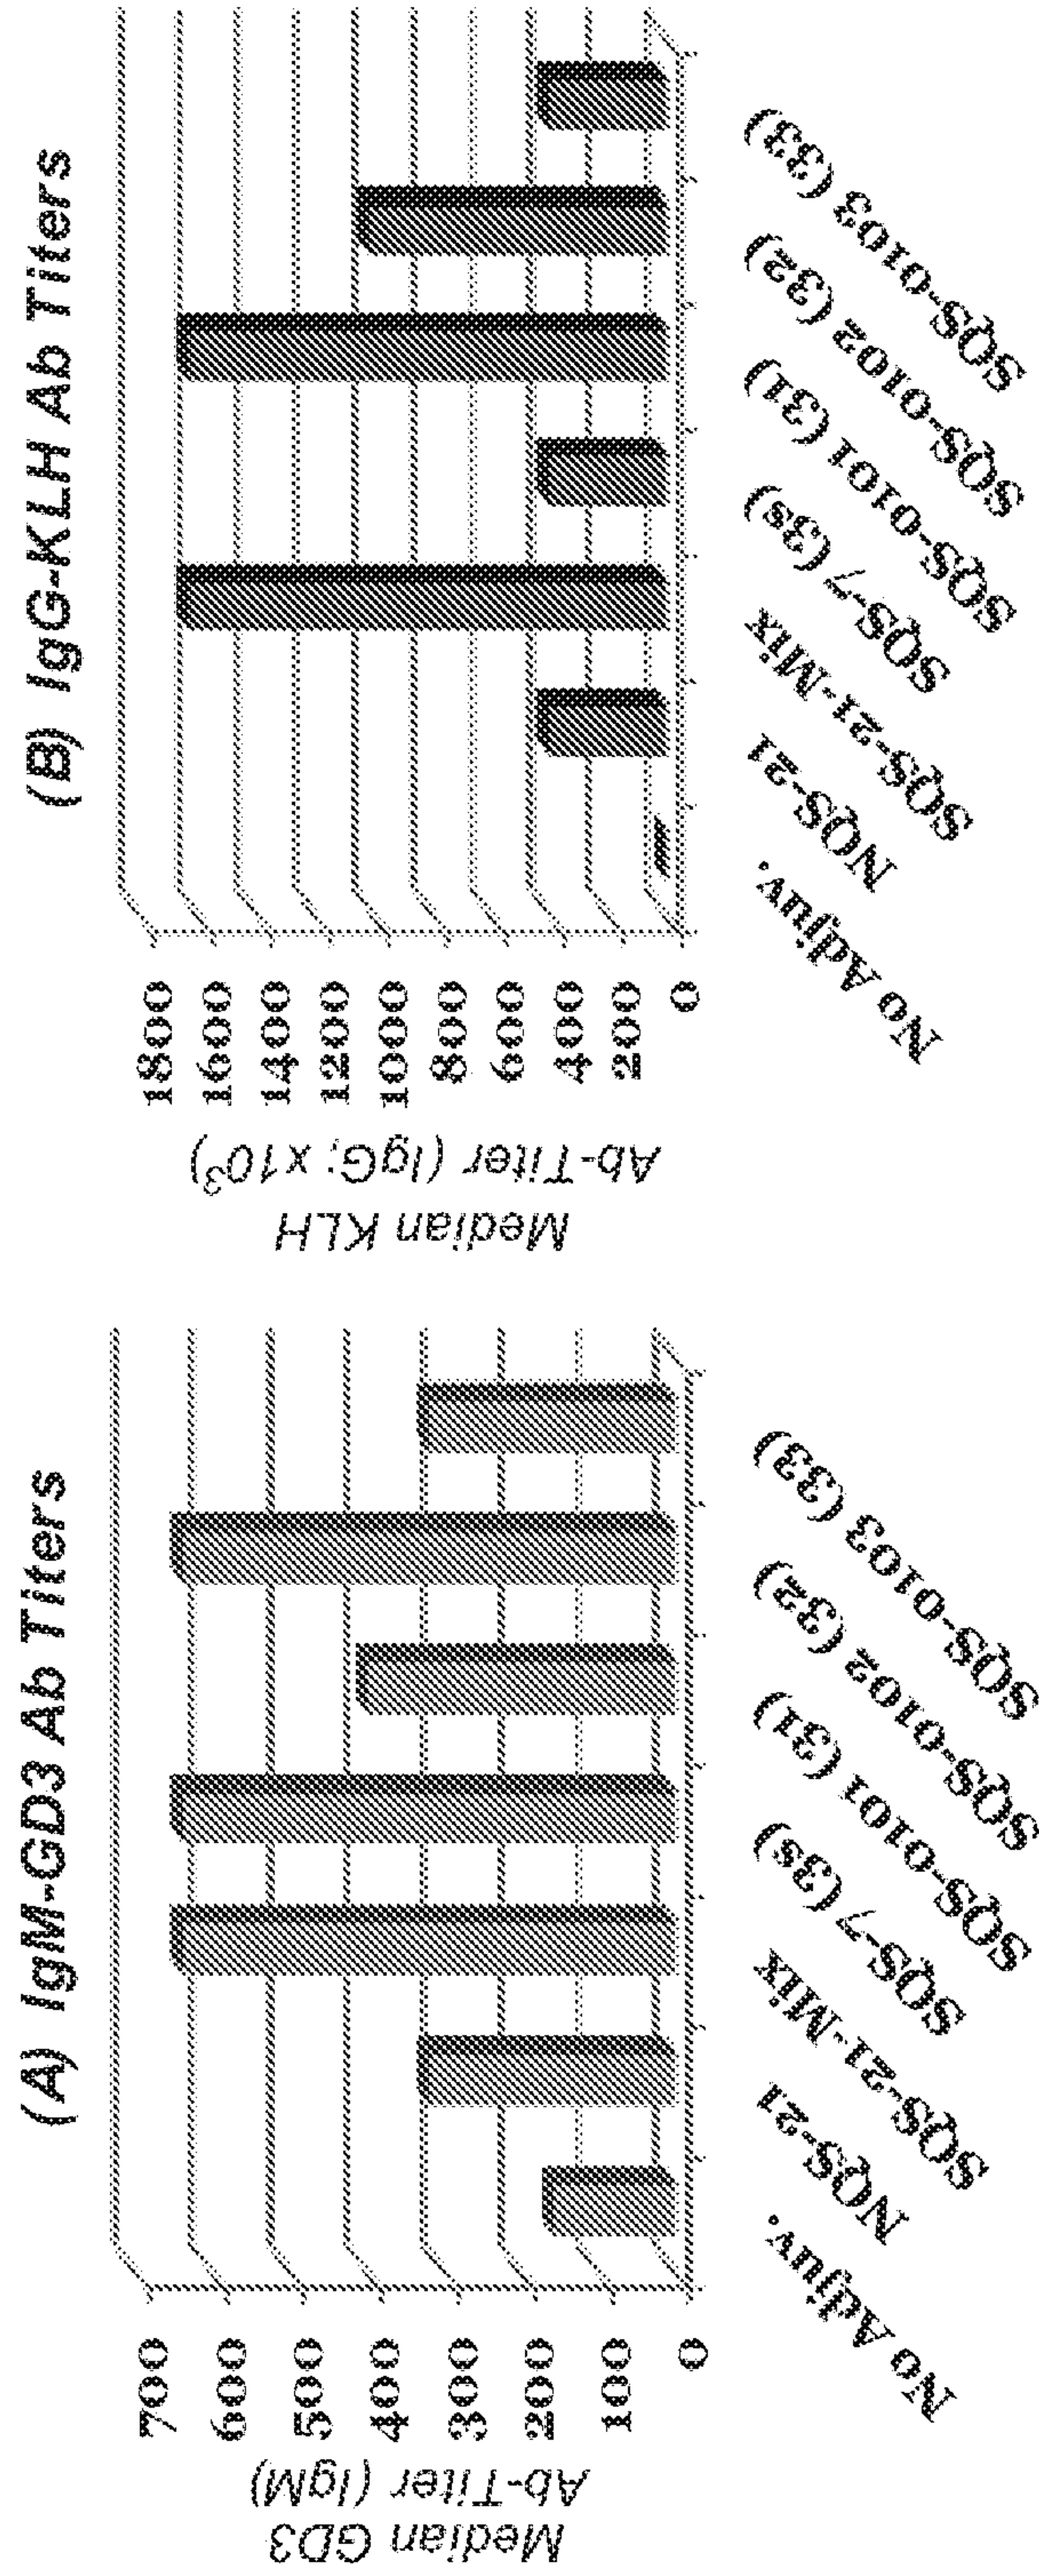 (A) IgM-GD3 Ab Titers
Median GD3
Ab-Titer (IgM)
700
600
500
400
300
200
100
0
No Adjuv.
NQS-21
SQS-21-Mix
SQS-7 (3s)
SQS-0101 (31)
SQS-0102 (32)
SQS-0103 (33)
(B) IgG-KLH Ab Titers
Median KLH
Ab-Titer (IgG; x10³)
1800
1600
1400
1200
1000
800
600
400
200
0
No Adjuv.
NQS-21
SQS-21-Mix
SQS-7 (3s)
SQS-0101 (31)
SQS-0102 (32)
SQS-0103 (33)